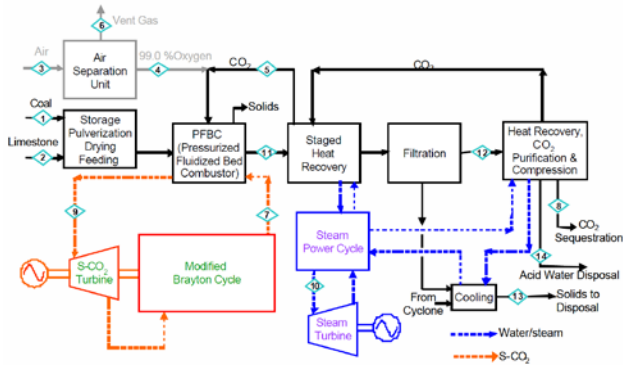 6
Vent Gas
Air
3
Air
Separation
Unit
4
99.0 %Oxygen
CO₂
5
CO₂
Solids
Coal
1
Limestone
2
Storage
Pulverization
Drying
Feeding
PFBC
(Pressurized
Fluidized Bed
Combustor)
11
Staged
Heat
Recovery
Filtration
12
Heat Recovery,
CO₂
Purification &
Compression
9
7
8
CO₂
Sequestration
14
Acid Water Disposal
S-CO₂
Turbine
Modified
Brayton Cycle
Steam
Power Cycle
10
Steam
Turbine
From
Cyclone
Cooling
13
Solids to
Disposal
Water/steam
S-CO₂